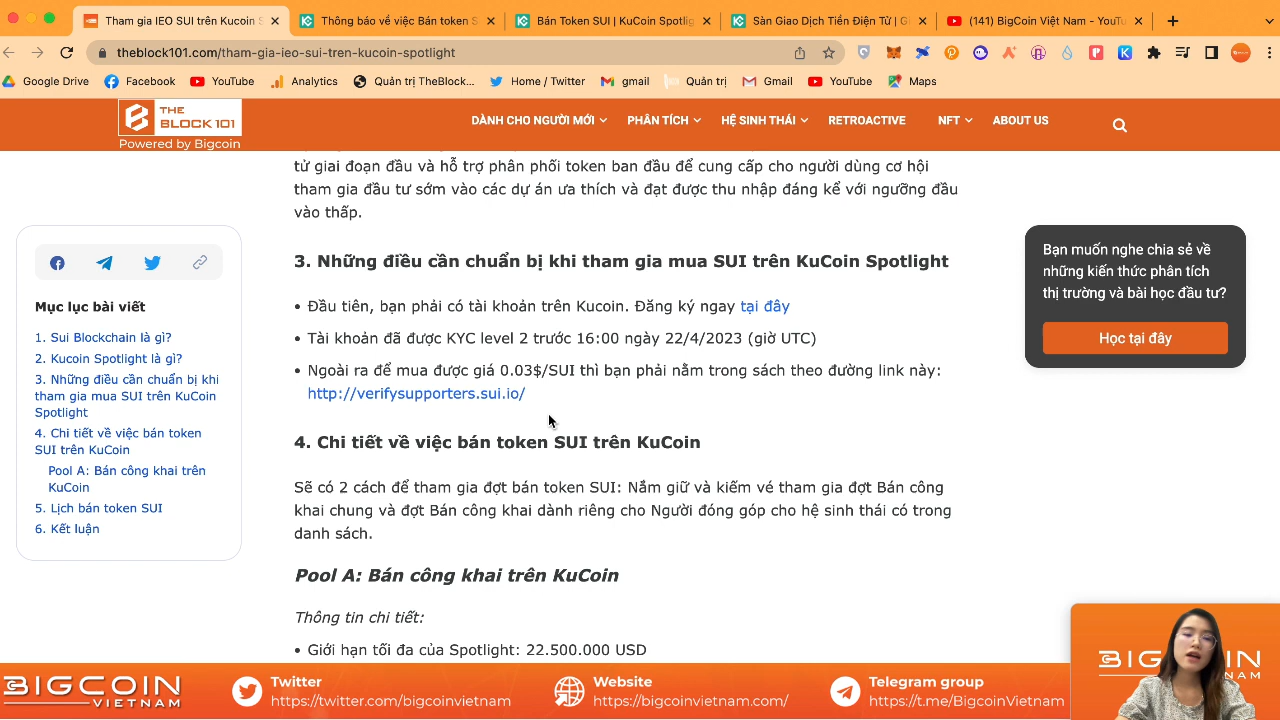 Tham gia IEO SUI trên Kucoin S
Thông báo về việc Bán token S
Bán Token SUI | KuCoin Spotlig
Sàn Giao Dịch Tiền Điện Tử | G
(141) BigCoin Việt Nam - YouTu
theblock101.com/tham-gia-ieo-sui-tren-kucoin-spotlight
Google Drive
Facebook
YouTube
Analytics
Quản trị TheBlock...
Home / Twitter
gmail
Quản trị
Gmail
YouTube
Maps
THE
BLOCK 101
Powered by Bigcoin
DÀNH CHO NGƯỜI MỚI
PHÂN TÍCH
HỆ SINH THÁI
RETROACTIVE
NFT
ABOUT US
tử giai đoạn đầu và hỗ trợ phân phối token ban đầu để cung cấp cho người dùng cơ hội
tham gia đầu tư sớm vào các dự án ưa thích và đạt được thu nhập đáng kể với ngưỡng đầu
vào thấp.
Mục lục bài viết
1. Sui Blockchain là gì?
2. Kucoin Spotlight là gì?
3. Những điều cần chuẩn bị khi
tham gia mua SUI trên KuCoin
Spotlight
4. Chi tiết về việc bán token
SUI trên KuCoin
Pool A: Bán công khai trên
KuCoin
5. Lịch bán token SUI
6. Kết luận
3. Những điều cần chuẩn bị khi tham gia mua SUI trên KuCoin Spotlight
• Đầu tiên, bạn phải có tài khoản trên Kucoin. Đăng ký ngay tại đây
• Tài khoản đã được KYC level 2 trước 16:00 ngày 22/4/2023 (giờ UTC)
• Ngoài ra để mua được giá 0.03$/SUI thì bạn phải nằm trong sách theo đường link này:
http://verifysupporters.sui.io/
4. Chi tiết về việc bán token SUI trên KuCoin
Sẽ có 2 cách để tham gia đợt bán token SUI: Nắm giữ và kiếm vé tham gia đợt Bán công
khai chung và đợt Bán công khai dành riêng cho Người đóng góp cho hệ sinh thái có trong
danh sách.
Pool A: Bán công khai trên KuCoin
Thông tin chi tiết:
• Giới hạn tối đa của Spotlight: 22.500.000 USD
Bạn muốn nghe chia sẻ về
những kiến thức phân tích
thị trường và bài học đầu tư?
Học tại đây
BIGCOIN
VIETNAM
Twitter
https://twitter.com/bigcoinvietnam
Website
https://bigcoinvietnam.com/
Telegram group
https://t.me/BigcoinVietnam